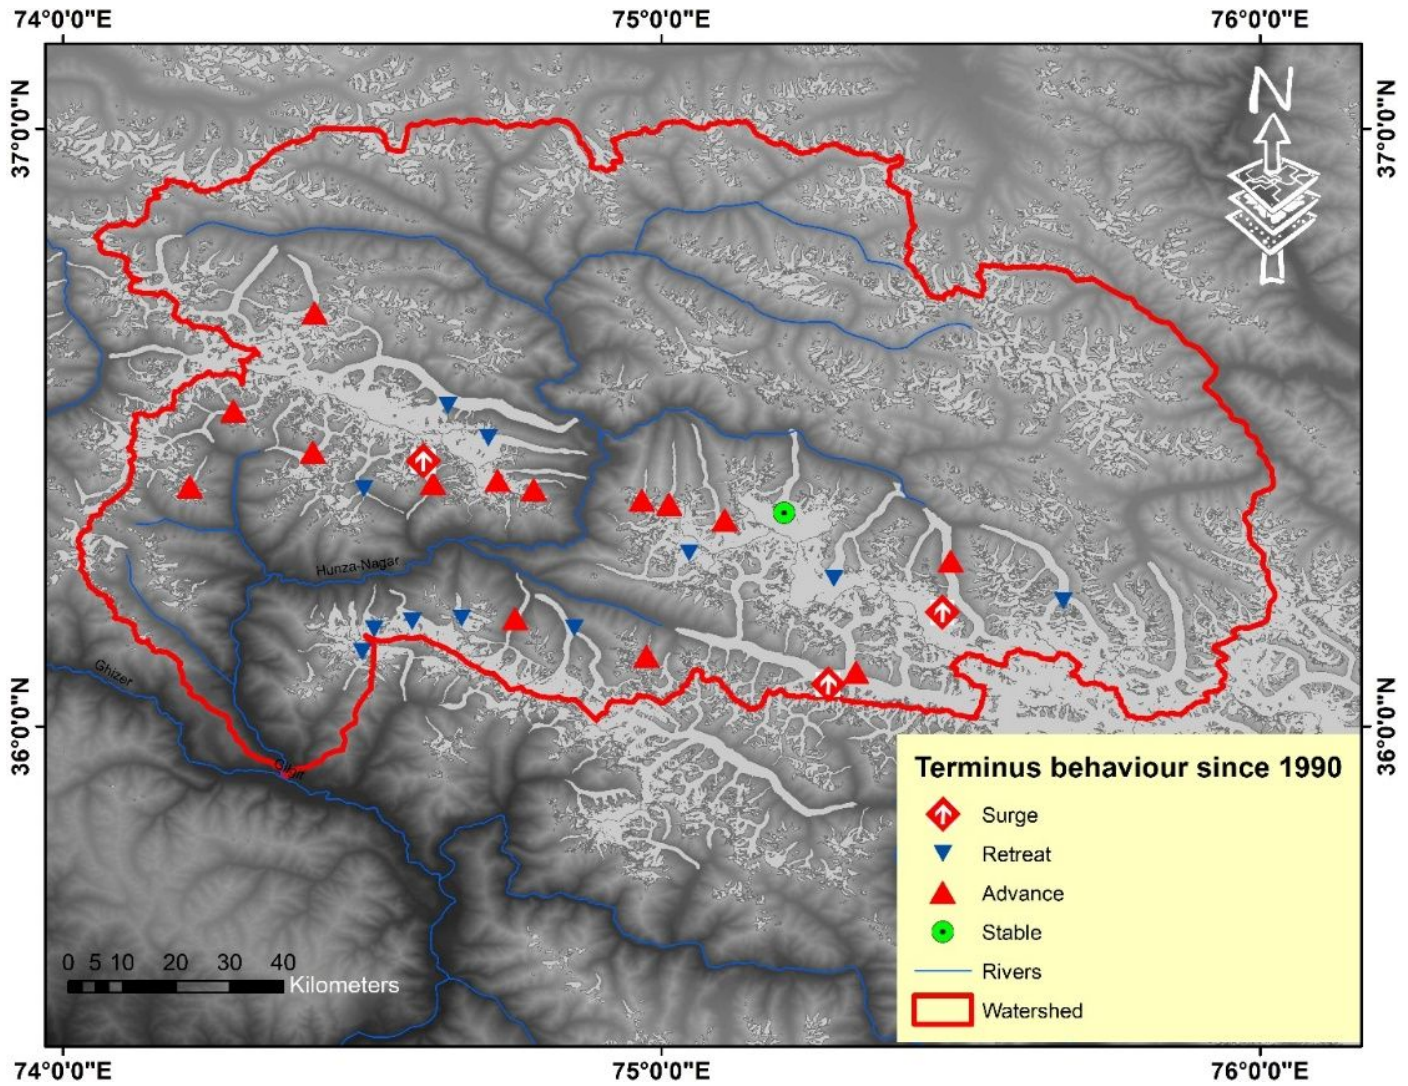 74°0'0"E 75°0'0"E 76°0'0"E
N
37°0'0"N
37°0'0"N
Hunza-Nagar
Ghizer
36°0'0"N
36°0'0"N
Gilgit
Terminus behaviour since 1990
Surge
Retreat
Advance
Stable
Rivers
Watershed
0 5 10 20 30 40
Kilometers
74°0'0"E 75°0'0"E 76°0'0"E